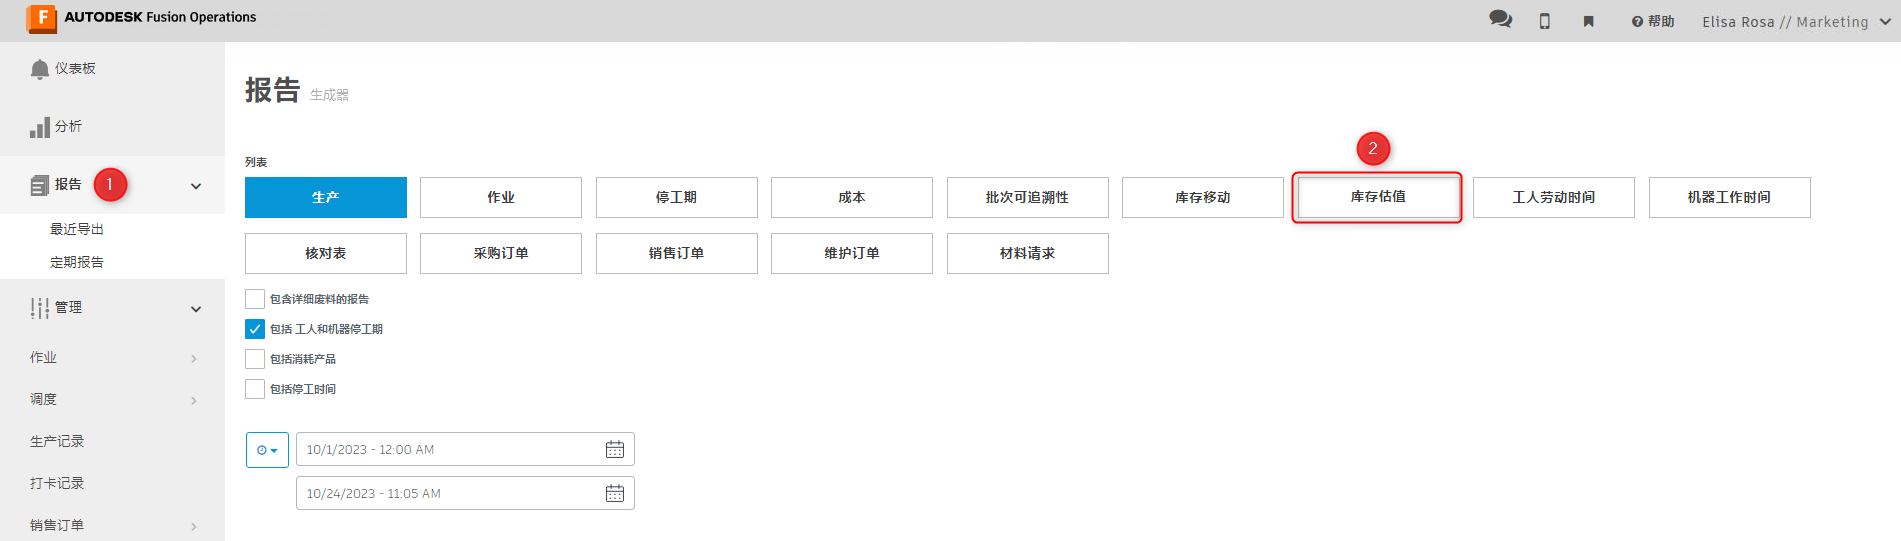 F AUTODESK Fusion Operations
帮助 Elisa Rosa // Marketing
仪表板
分析
报告 1
最近导出
定期报告
管理
作业
调度
生产记录
打卡记录
销售订单
报告 生成器
列表
2
生产 作业 停工期 成本 批次可追溯性 库存移动 库存估值 工人劳动时间 机器工作时间
核对表 采购订单 销售订单 维护订单 材料请求
包含详细废料的报告
包括 工人和机器停工期
包括消耗产品
包括停工时间
10/1/2023 - 12:00 AM
10/24/2023 - 11:05 AM